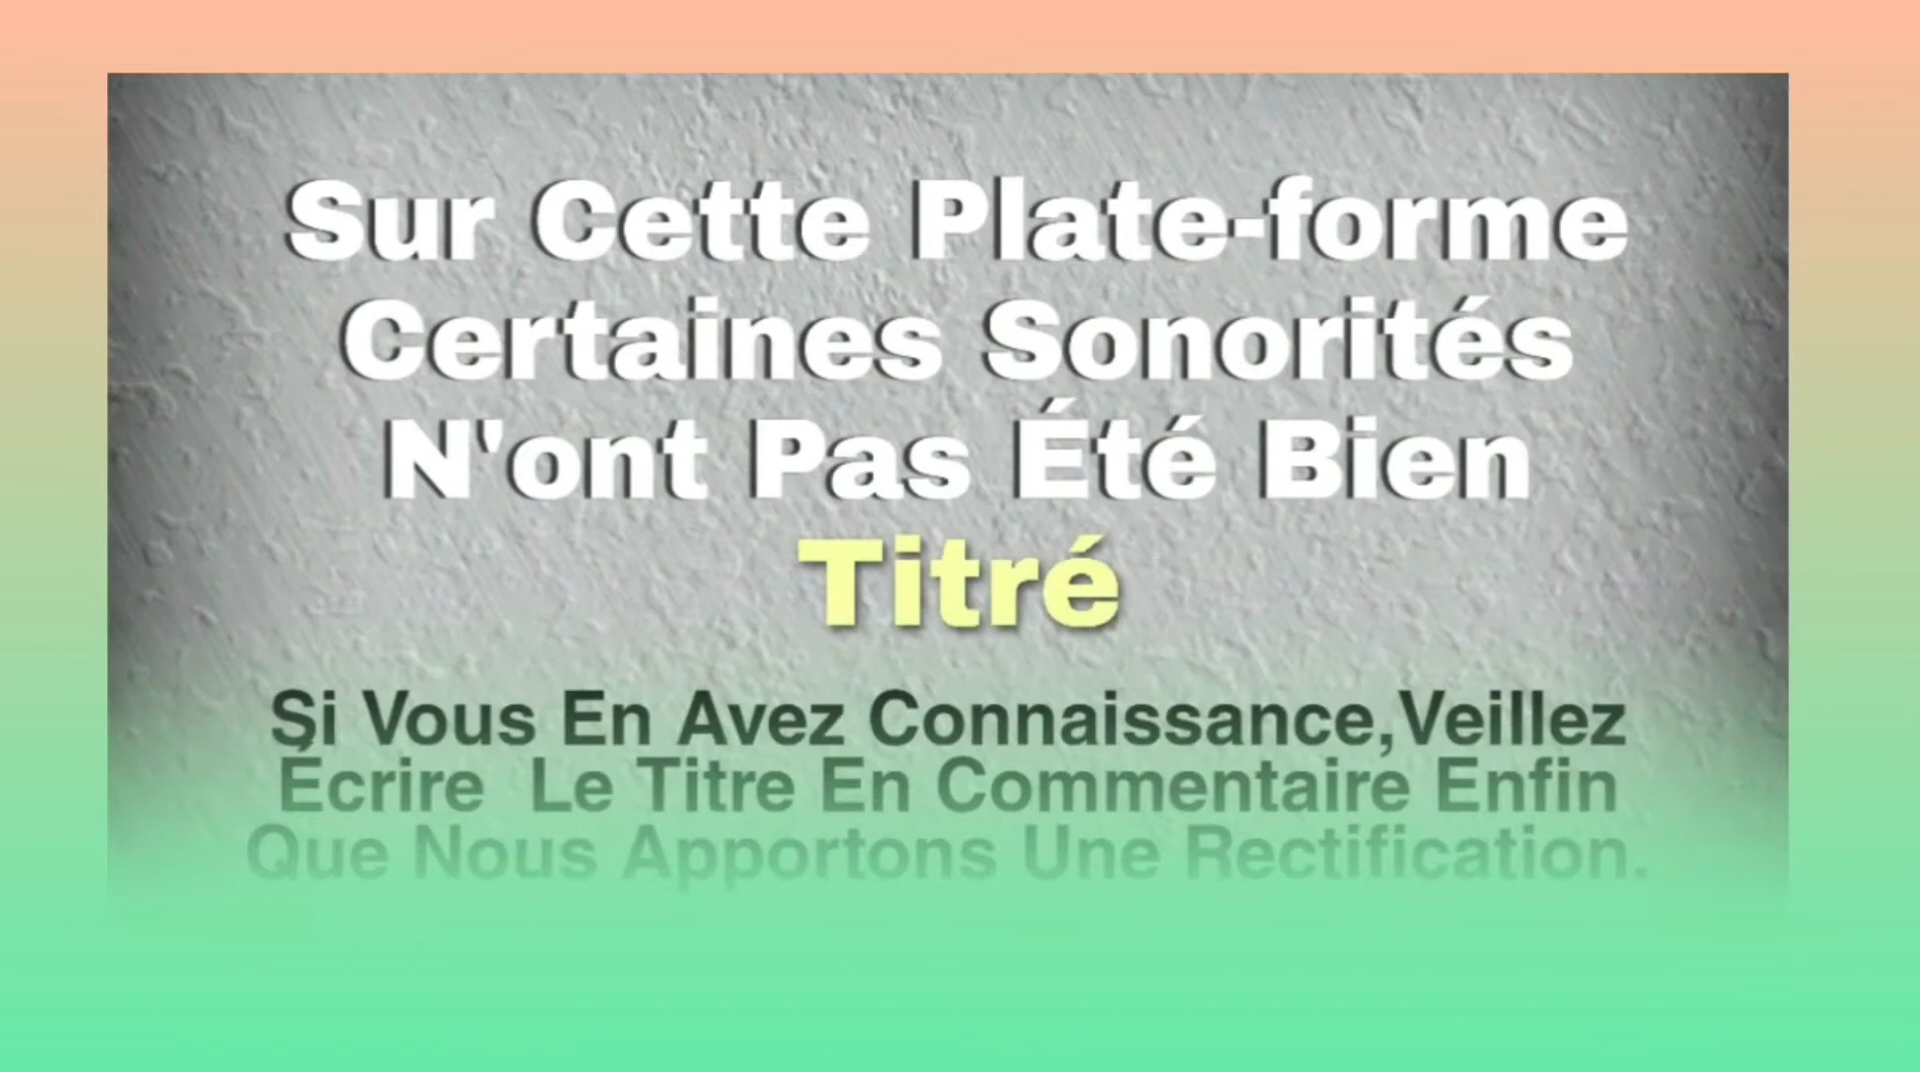 Sur Cette Plate-forme
Certaines Sonorités
N'ont Pas Été Bien
Titré
Si Vous En Avez Connaissance,Veillez
Écrire  Le Titre En Commentaire Enfin
Que Nous Apportons Une Rectification.